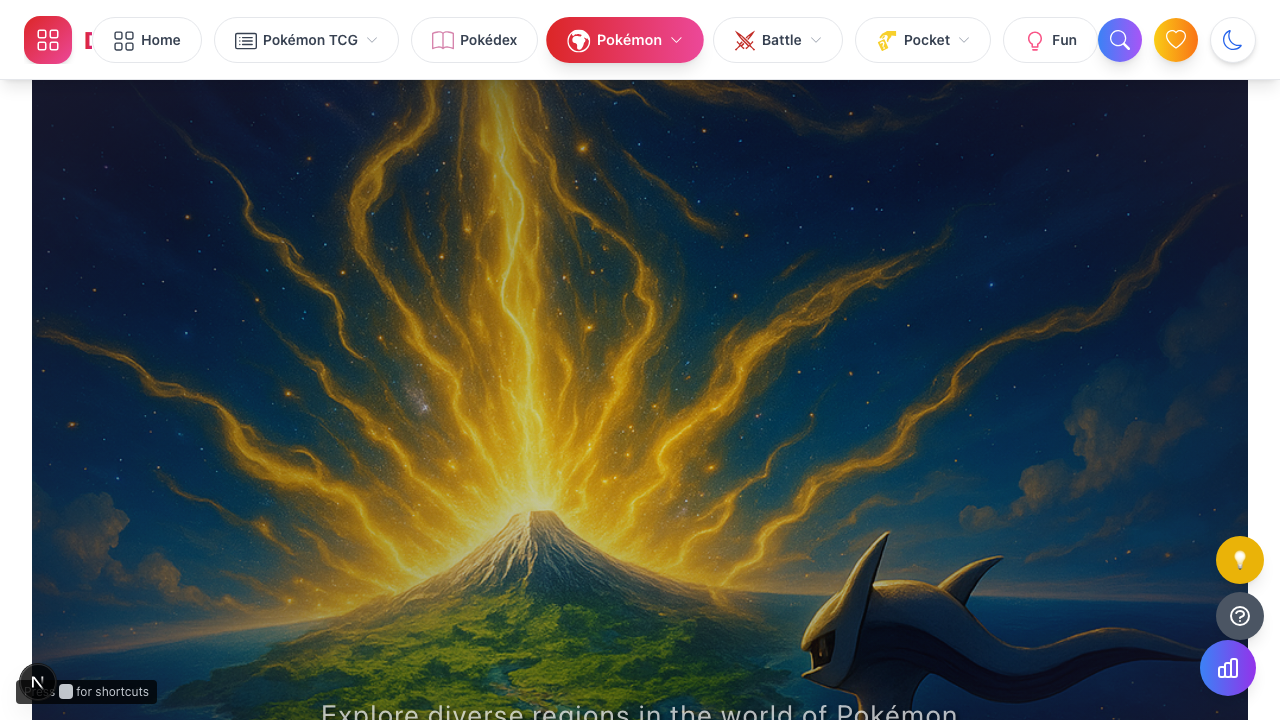 Home
Pokémon TCG
Pokédex
Pokémon
Battle
Pocket
Fun
Explore diverse regions in the world of Pokémon
Press for shortcuts
N